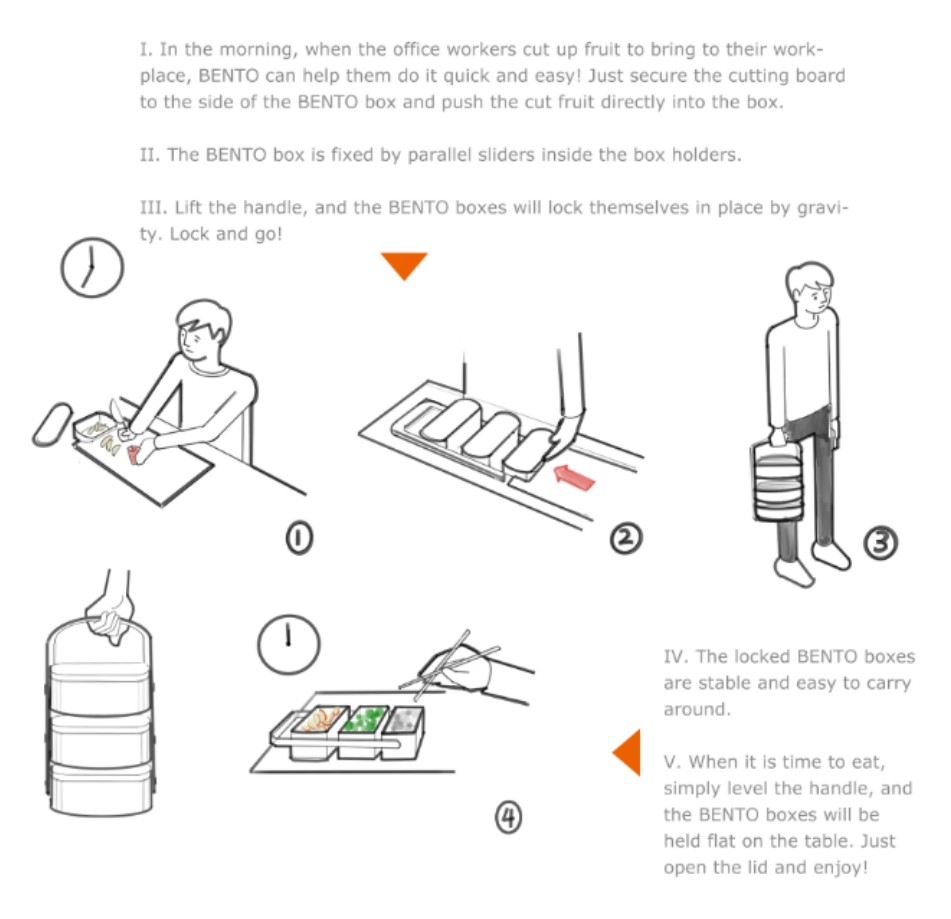 I. In the morning, when the office workers cut up fruit to bring to their work-
place, BENTO can help them do it quick and easy! Just secure the cutting board
to the side of the BENTO box and push the cut fruit directly into the box.
II. The BENTO box is fixed by parallel sliders inside the box holders.
III. Lift the handle, and the BENTO boxes will lock themselves in place by gravi-
ty. Lock and go!
1
2
3
4
IV. The locked BENTO boxes
are stable and easy to carry
around.
V. When it is time to eat,
simply level the handle, and
the BENTO boxes will be
held flat on the table. Just
open the lid and enjoy!